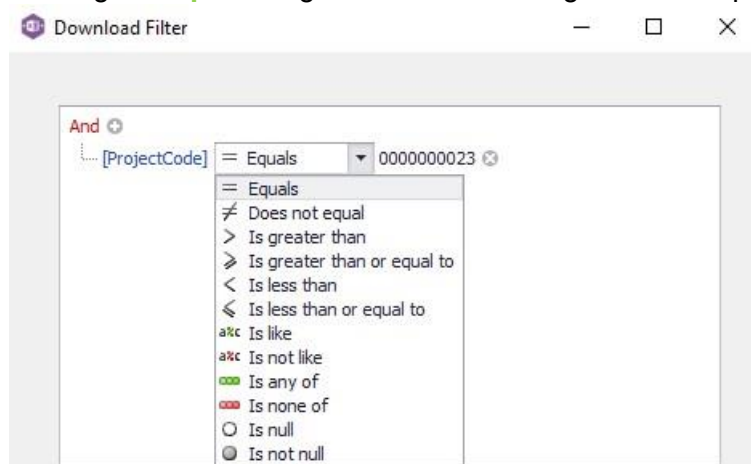 Download Filter
And
[ProjectCode] = Equals 0000000023
= Equals
≠ Does not equal
> Is greater than
⩾ Is greater than or equal to
< Is less than
⩽ Is less than or equal to
a%c Is like
a%c Is not like
Is any of
Is none of
Is null
Is not null